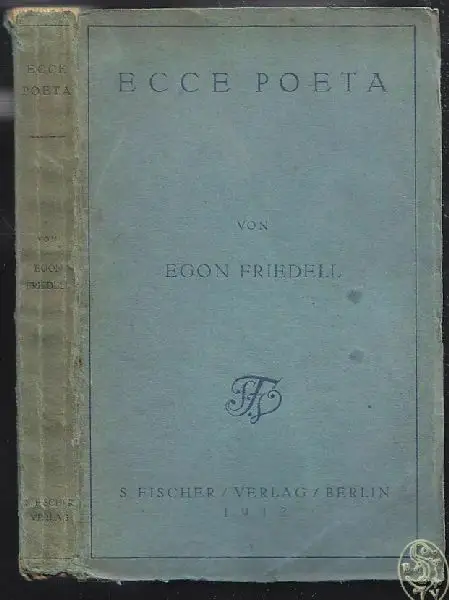 ECCE POETA
VON
EGON FRIEDELL
S. FISCHER / VERLAG / BERLIN
1912
ECCE
POETA
VON
EGON
FRIEDELL
S. FISCHER
VERLAG